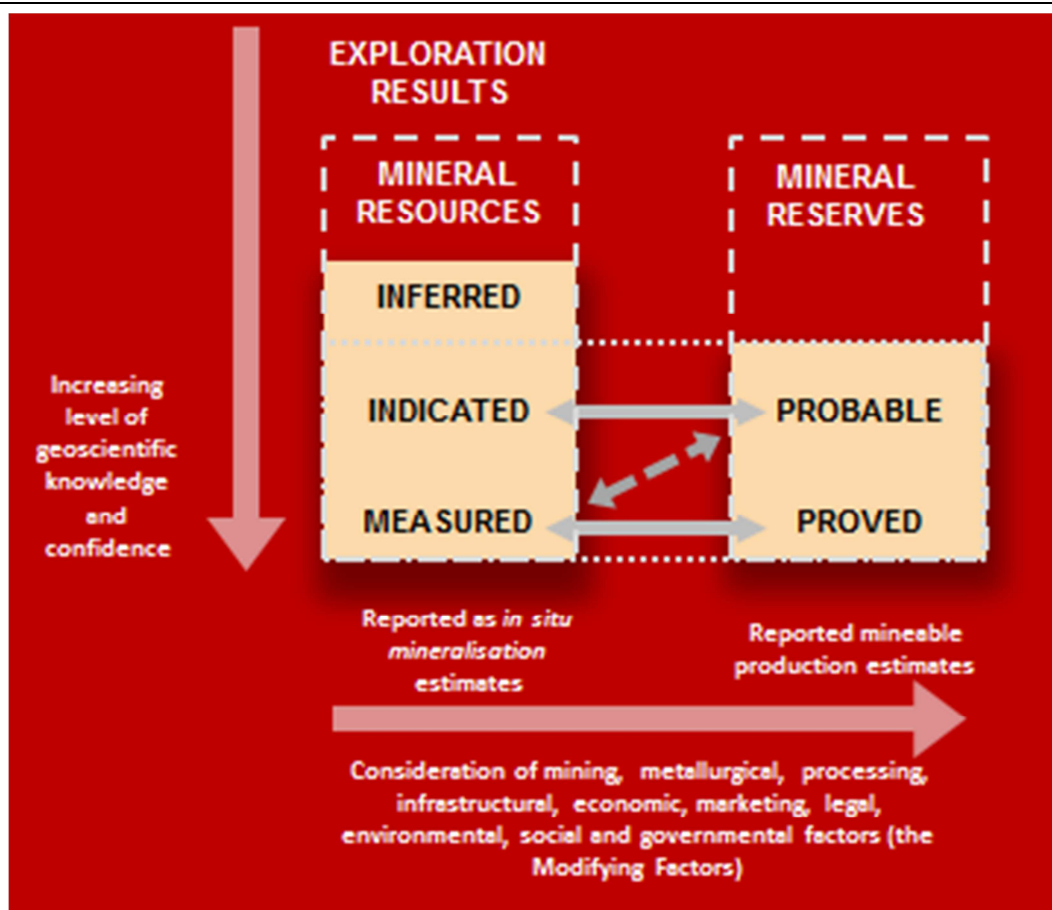 EXPLORATION
RESULTS
MINERAL
RESOURCES
MINERAL
RESERVES
INFERRED
INDICATED
PROBABLE
MEASURED
PROVED
Increasing
level of
geoscientific
knowledge
and
confidence
Reported as in situ
mineralisation
estimates
Reported mineable
production estimates
Consideration of mining, metallurgical, processing,
infrastructural, economic, marketing, legal,
environmental, social and governmental factors (the
Modifying Factors)